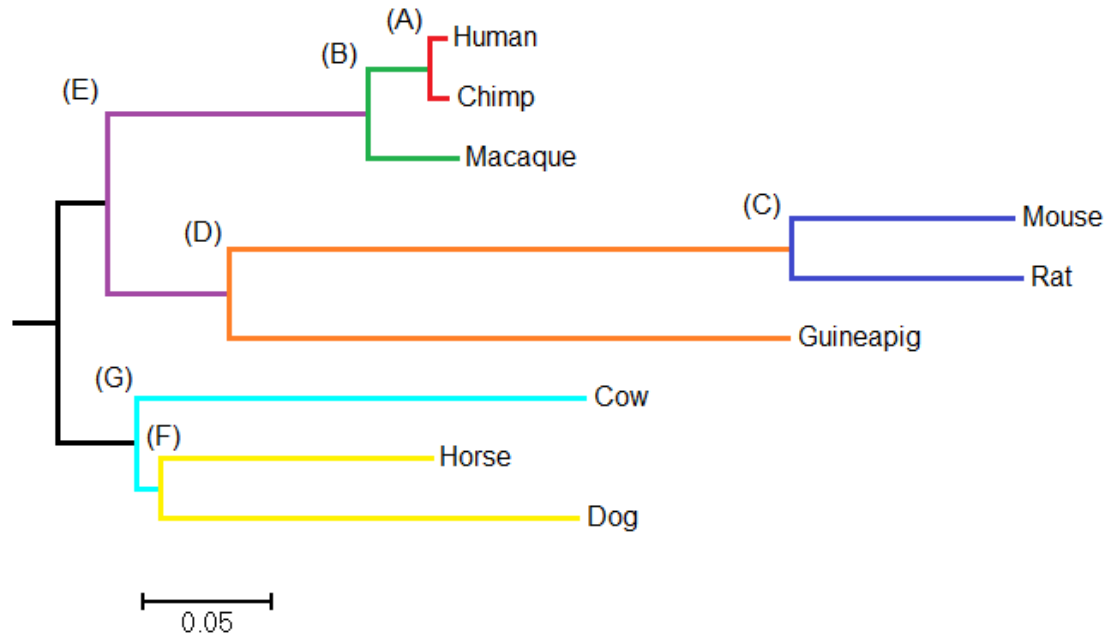 (A)
Human
(B)
(E)
Chimp
Macaque
(C)
Mouse
(D)
Rat
Guineapig
(G)
Cow
(F)
Horse
Dog
0.05